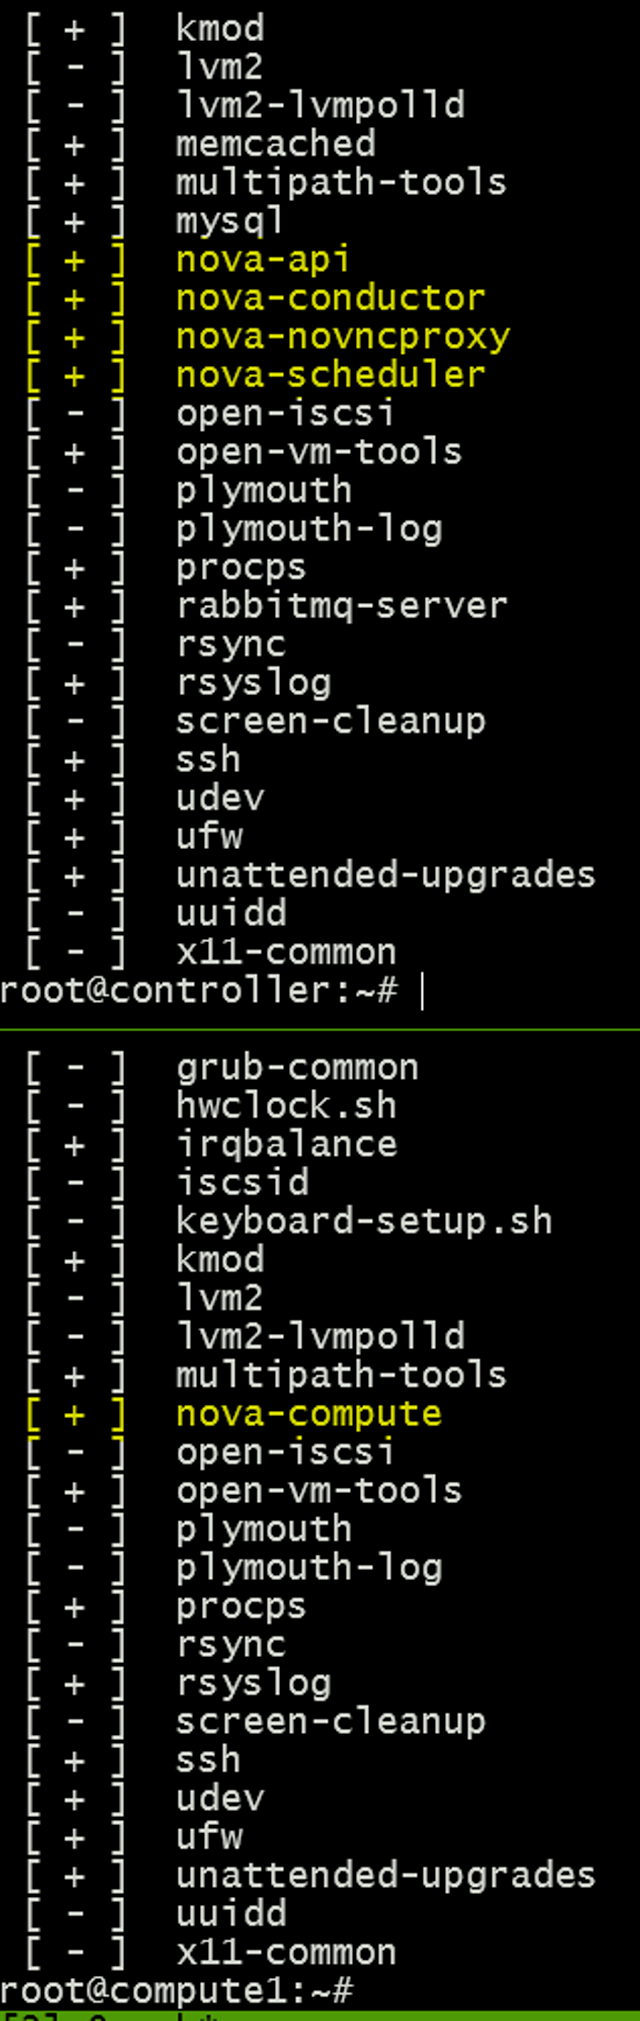 [ + ] kmod
[ - ] lvm2
[ - ] lvm2-lvmpolld
[ + ] memcached
[ + ] multipath-tools
[ + ] mysql
[ + ] nova-api
[ + ] nova-conductor
[ + ] nova-novncproxy
[ + ] nova-scheduler
[ - ] open-iscsi
[ + ] open-vm-tools
[ - ] plymouth
[ - ] plymouth-log
[ + ] procps
[ + ] rabbitmq-server
[ - ] rsync
[ + ] rsyslog
[ - ] screen-cleanup
[ + ] ssh
[ + ] udev
[ + ] ufw
[ + ] unattended-upgrades
[ - ] uuidd
[ - ] x11-common
root@controller:~#
[ - ] grub-common
[ - ] hwclock.sh
[ + ] irqbalance
[ - ] iscsid
[ - ] keyboard-setup.sh
[ + ] kmod
[ - ] lvm2
[ - ] lvm2-lvmpolld
[ + ] multipath-tools
[ + ] nova-compute
[ - ] open-iscsi
[ + ] open-vm-tools
[ - ] plymouth
[ - ] plymouth-log
[ + ] procps
[ - ] rsync
[ + ] rsyslog
[ - ] screen-cleanup
[ + ] ssh
[ + ] udev
[ + ] ufw
[ + ] unattended-upgrades
[ - ] uuidd
[ - ] x11-common
root@compute1:~#